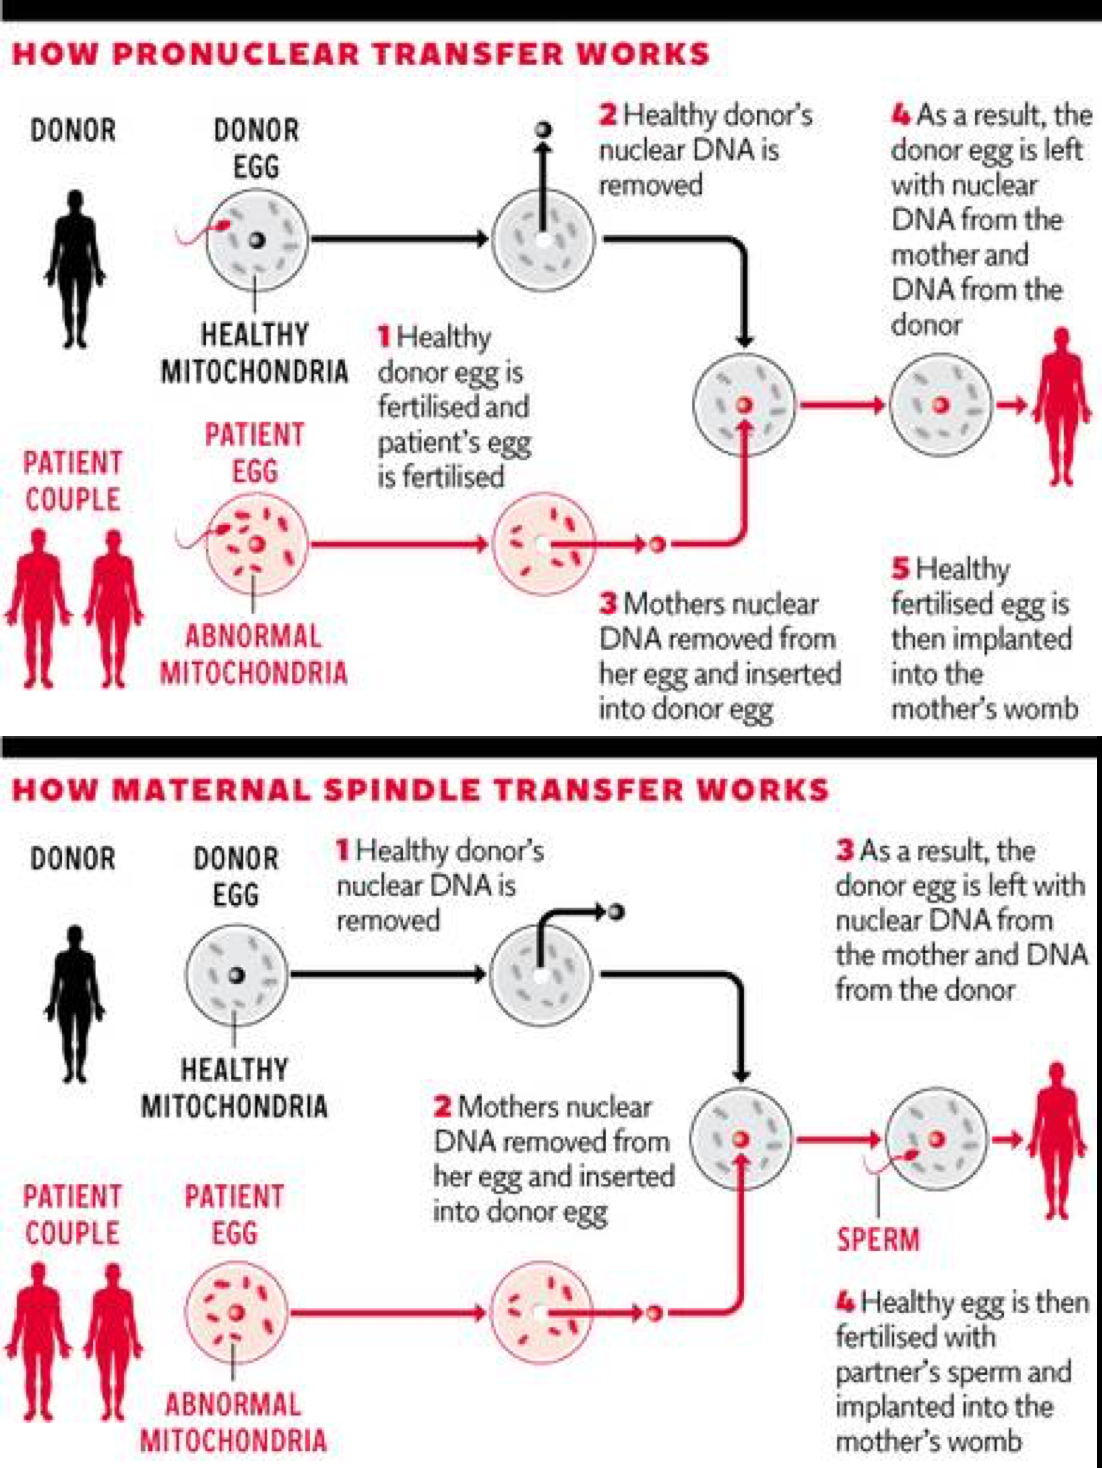 HOW PRONUCLEAR TRANSFER WORKS
DONOR
DONOR
EGG
HEALTHY
MITOCHONDRIA
2 Healthy donor's
nuclear DNA is
removed
4 As a result, the
donor egg is left
with nuclear
DNA from the
mother and
DNA from the
donor
1 Healthy
donor egg is
fertilised and
patient's egg
is fertilised
PATIENT
COUPLE
PATIENT
EGG
ABNORMAL
MITOCHONDRIA
3 Mothers nuclear
DNA removed from
her egg and inserted
into donor egg
5 Healthy
fertilised egg is
then implanted
into the
mother's womb
HOW MATERNAL SPINDLE TRANSFER WORKS
DONOR
DONOR
EGG
HEALTHY
MITOCHONDRIA
1 Healthy donor's
nuclear DNA is
removed
3 As a result, the
donor egg is left with
nuclear DNA from
the mother and DNA
from the donor
2 Mothers nuclear
DNA removed from
her egg and inserted
into donor egg
PATIENT
COUPLE
PATIENT
EGG
ABNORMAL
MITOCHONDRIA
SPERM
4 Healthy egg is then
fertilised with
partner's sperm and
implanted into the
mother's womb